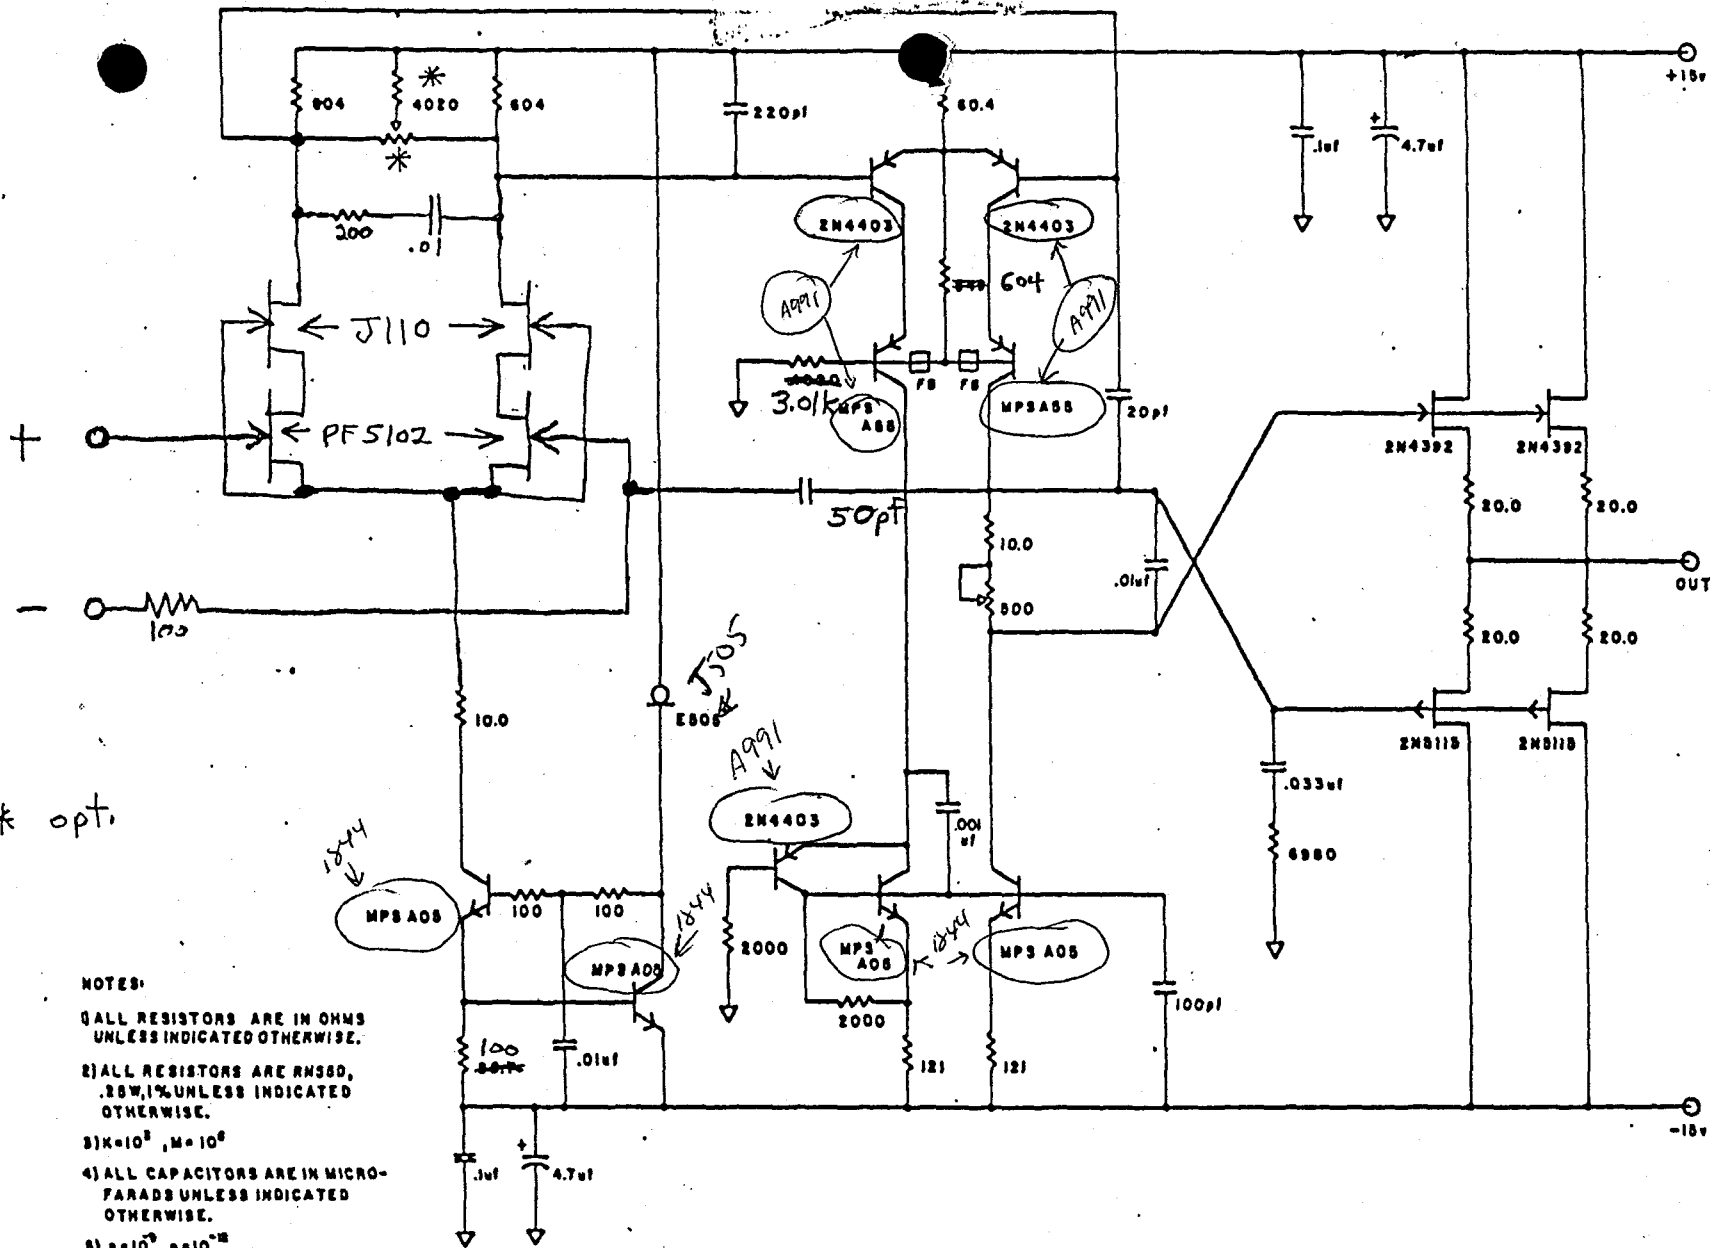 +15v
804
4020
604
220pf
60.4
.1uf
4.7uf
200
.01
2N4403
2N4403
J110
A991
A991
604
+
PF5102
3.01k
MPS
A55
FB
FB
MPSA55
20pf
2N4392
2N4392
50pf
10.0
20.0
20.0
.01uf
OUT
-
100
500
20.0
20.0
J505
10.0
E505
2N5115
2N5115
A991
.033uf
* opt.
2N4403
.001
uf
6980
1844
MPS A05
100
100
1844
2000
MPS
A05
1844
MPS A05
MPS A05
100pf
2000
NOTES:
1) ALL RESISTORS ARE IN OHMS
UNLESS INDICATED OTHERWISE.
100
.01uf
121
121
2) ALL RESISTORS ARE RN55D,
.25W, 1% UNLESS INDICATED
OTHERWISE.
-15v
3) K=10³, M=10⁶
.1uf
4.7uf
4) ALL CAPACITORS ARE IN MICRO-
FARADS UNLESS INDICATED
OTHERWISE.